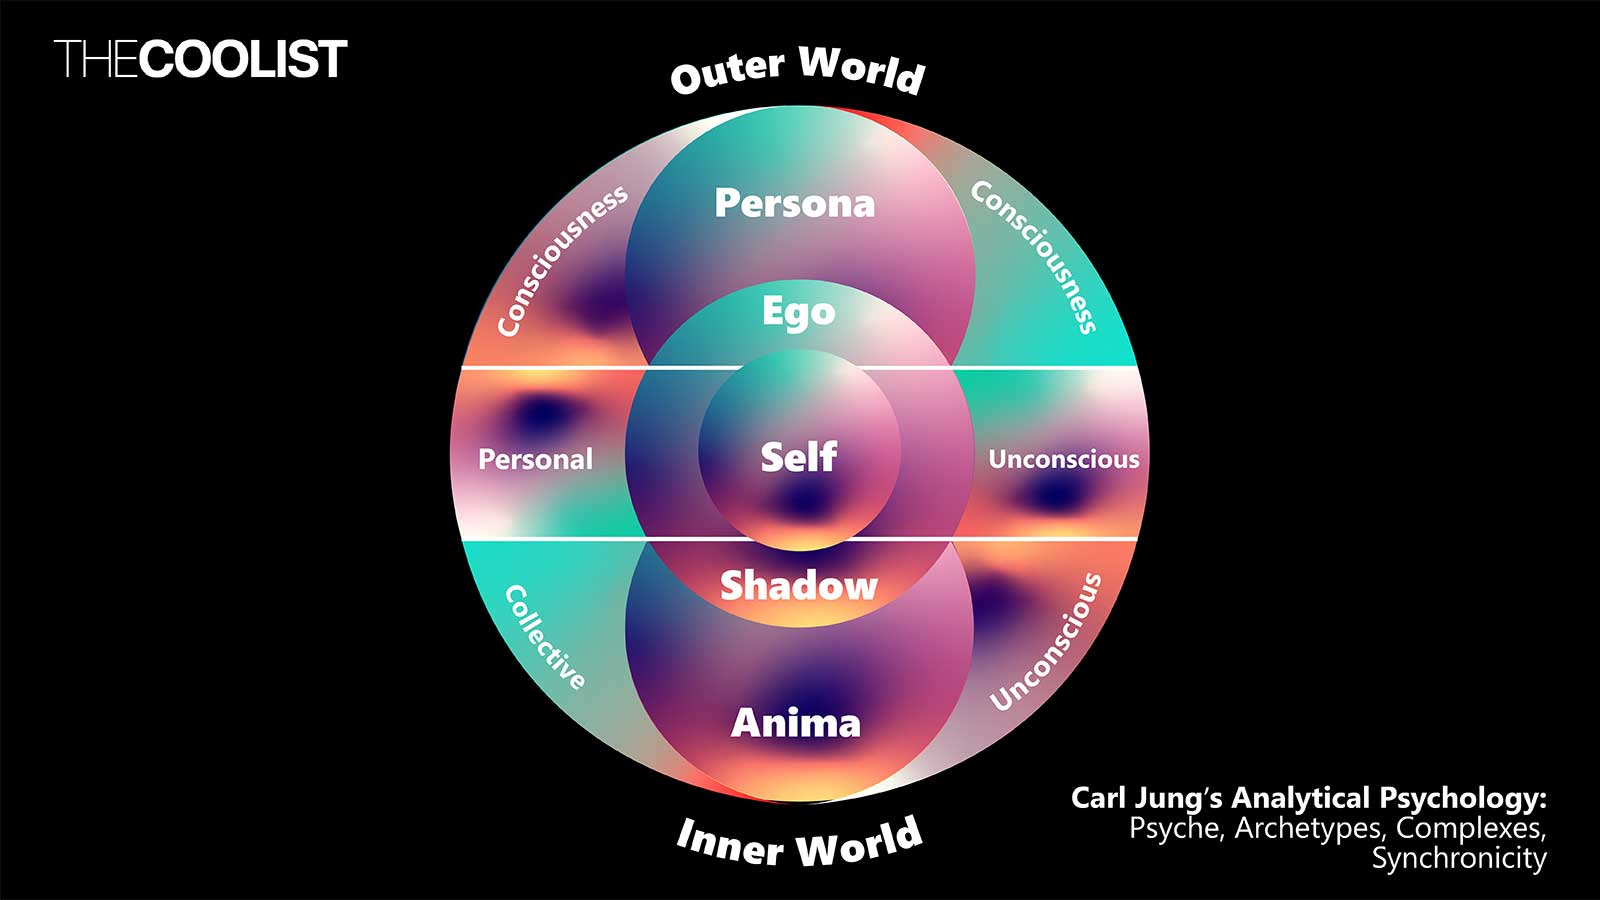 THECOOLIST
Outer World
Persona
Consciousness
Consciousness
Ego
Personal
Self
Unconscious
Shadow
Collective
Unconscious
Anima
Inner World
Carl Jung’s Analytical Psychology:
Psyche, Archetypes, Complexes,
Synchronicity